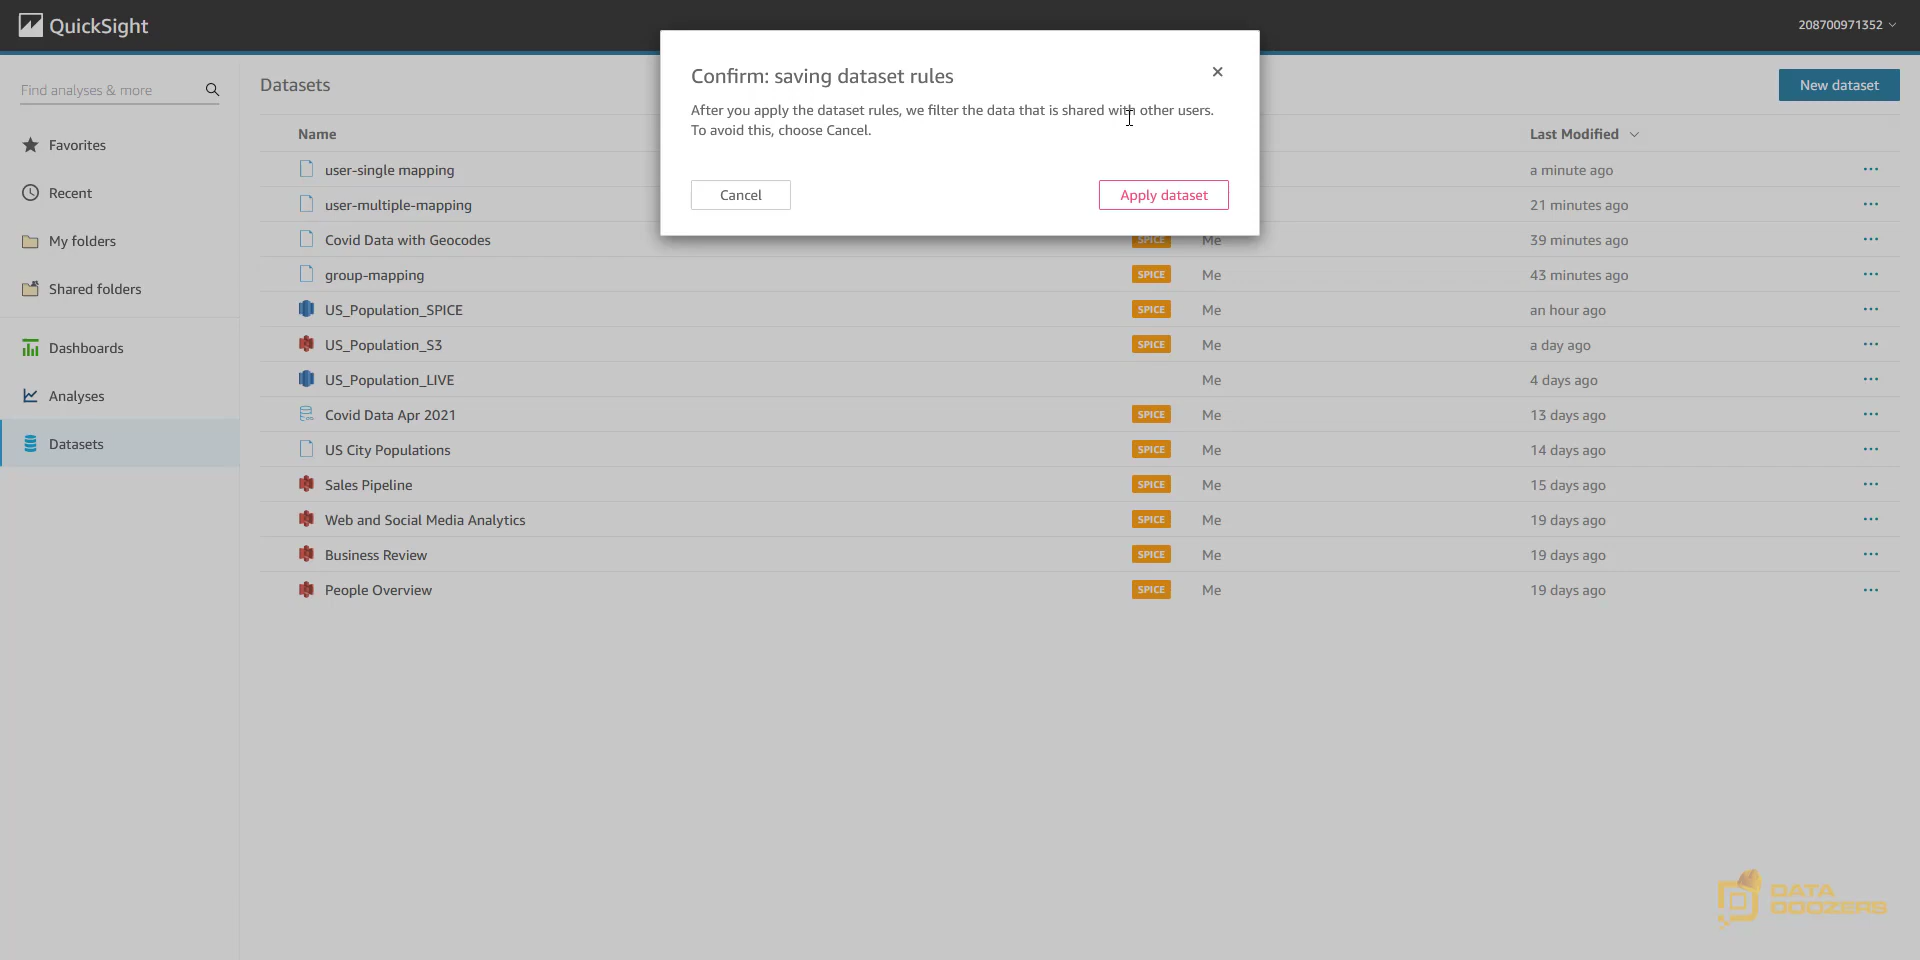 QuickSight
208700971352
Find analyses & more
Favorites
Recent
My folders
Shared folders
Dashboards
Analyses
Datasets
Datasets
New dataset
Confirm: saving dataset rules
After you apply the dataset rules, we filter the data that is shared with other users.
To avoid this, choose Cancel.
Cancel
Apply dataset
Name
Last Modified
user-single mapping
a minute ago
user-multiple-mapping
21 minutes ago
Covid Data with Geocodes SPICE Me 39 minutes ago
group-mapping SPICE Me 43 minutes ago
US_Population_SPICE SPICE Me an hour ago
US_Population_S3 SPICE Me a day ago
US_Population_LIVE Me 4 days ago
Covid Data Apr 2021 SPICE Me 13 days ago
US City Populations SPICE Me 14 days ago
Sales Pipeline SPICE Me 15 days ago
Web and Social Media Analytics SPICE Me 19 days ago
Business Review SPICE Me 19 days ago
People Overview SPICE Me 19 days ago
DATA
DOOZERS